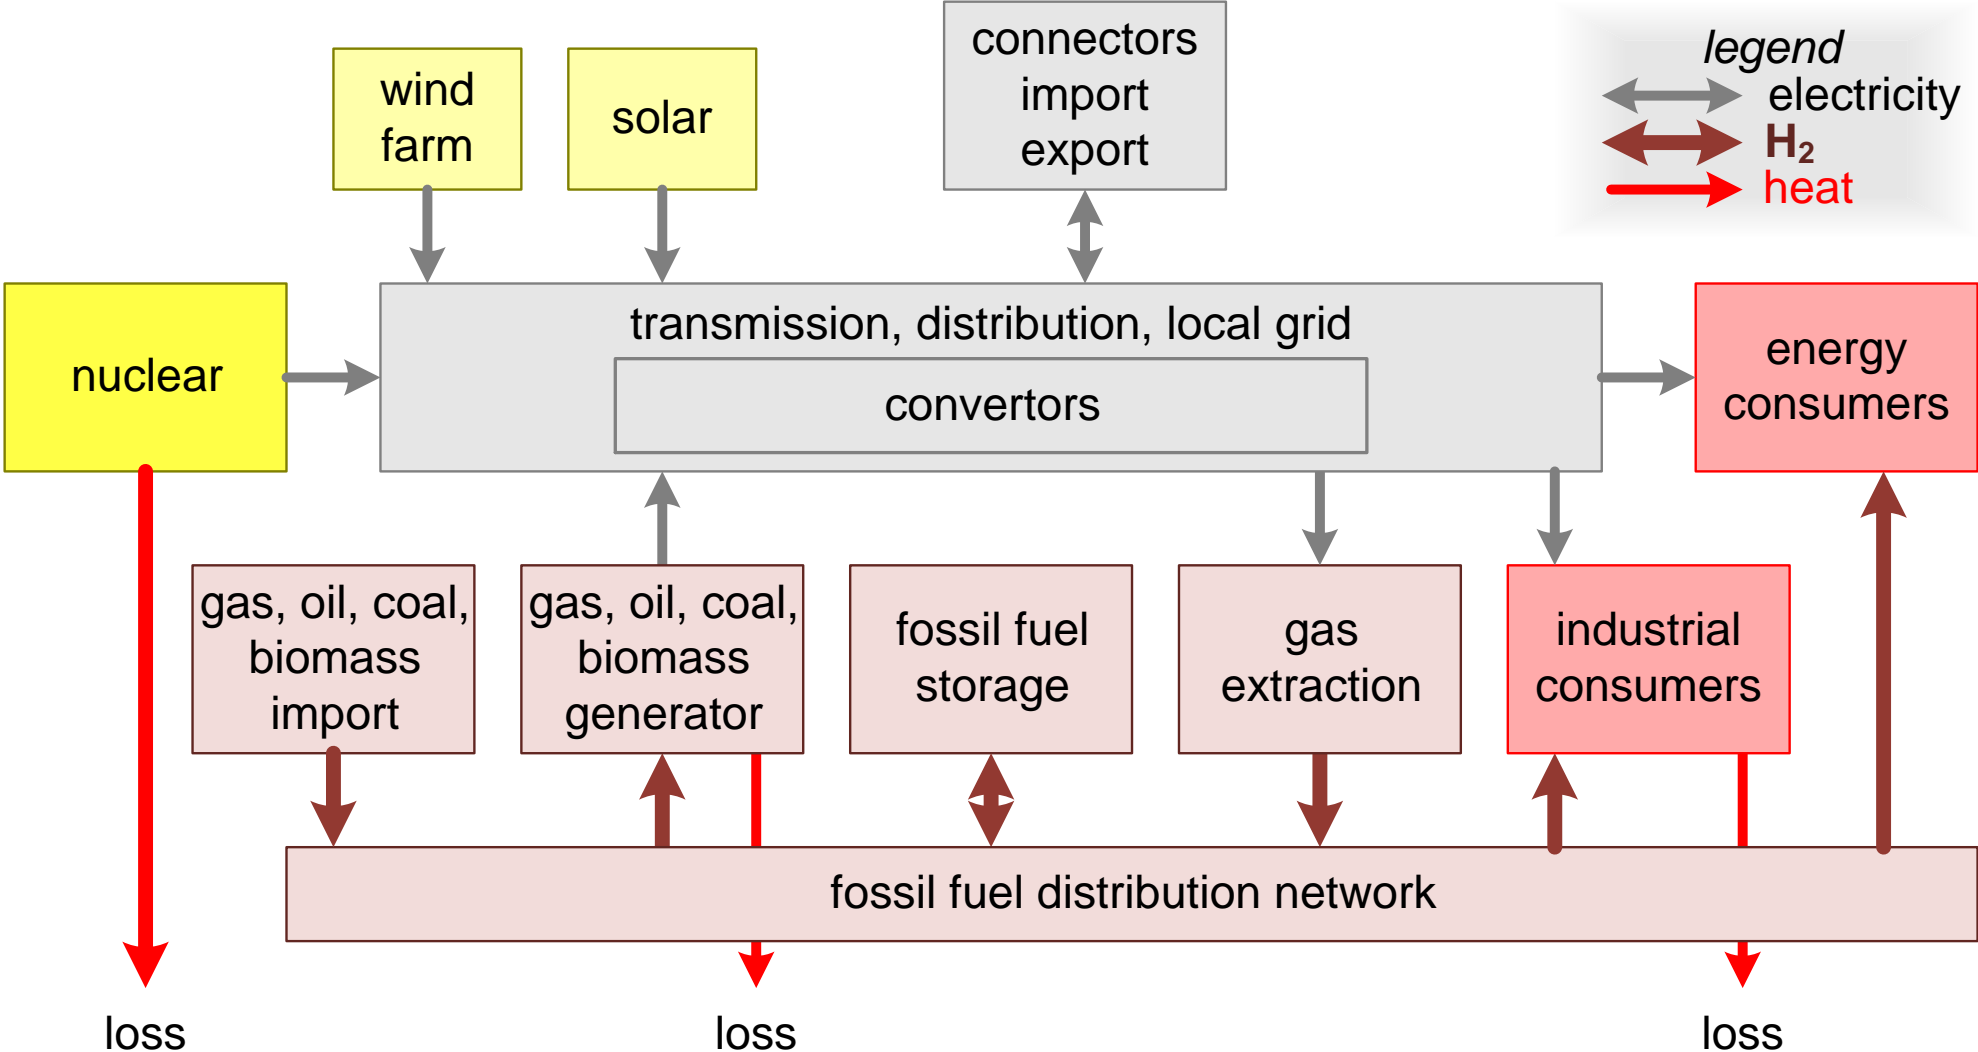 wind
farm
solar
connectors
import
export
legend
electricity
H₂
heat
nuclear
transmission, distribution, local grid
convertors
energy
consumers
gas, oil, coal,
biomass
import
gas, oil, coal,
biomass
generator
fossil fuel
storage
gas
extraction
industrial
consumers
fossil fuel distribution network
loss
loss
loss